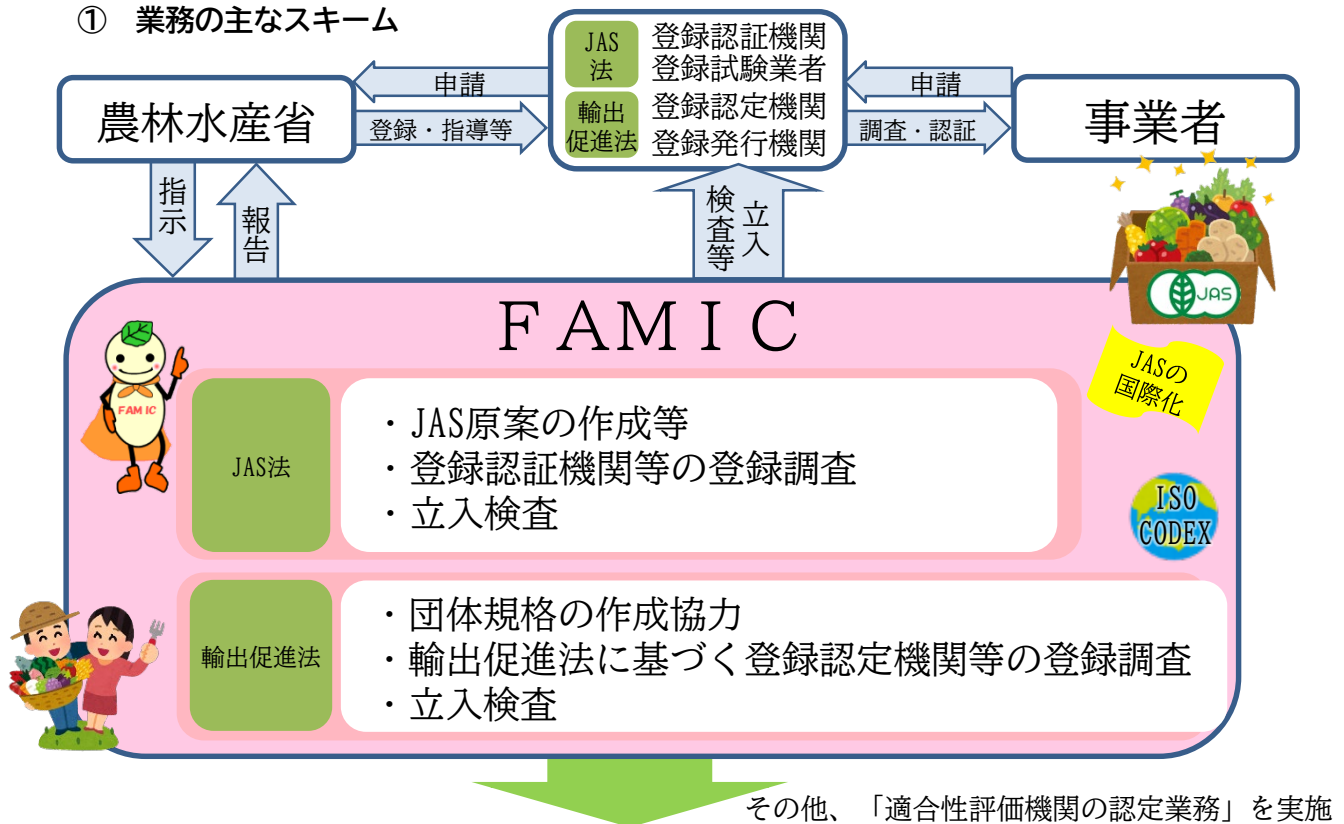 ① 業務の主なスキーム
JAS法
登録認証機関
登録試験業者
輸出促進法
登録認定機関
登録発行機関
農林水産省
申請
登録・指導等
申請
調査・認証
事業者
指示
報告
立入検査等
JAS
ＦＡＭＩＣ
JASの
国際化
FAMIC
JAS法
・JAS原案の作成等
・登録認証機関等の登録調査
・立入検査
ISO
CODEX
輸出促進法
・団体規格の作成協力
・輸出促進法に基づく登録認定機関等の登録調査
・立入検査
その他、「適合性評価機関の認定業務」を実施